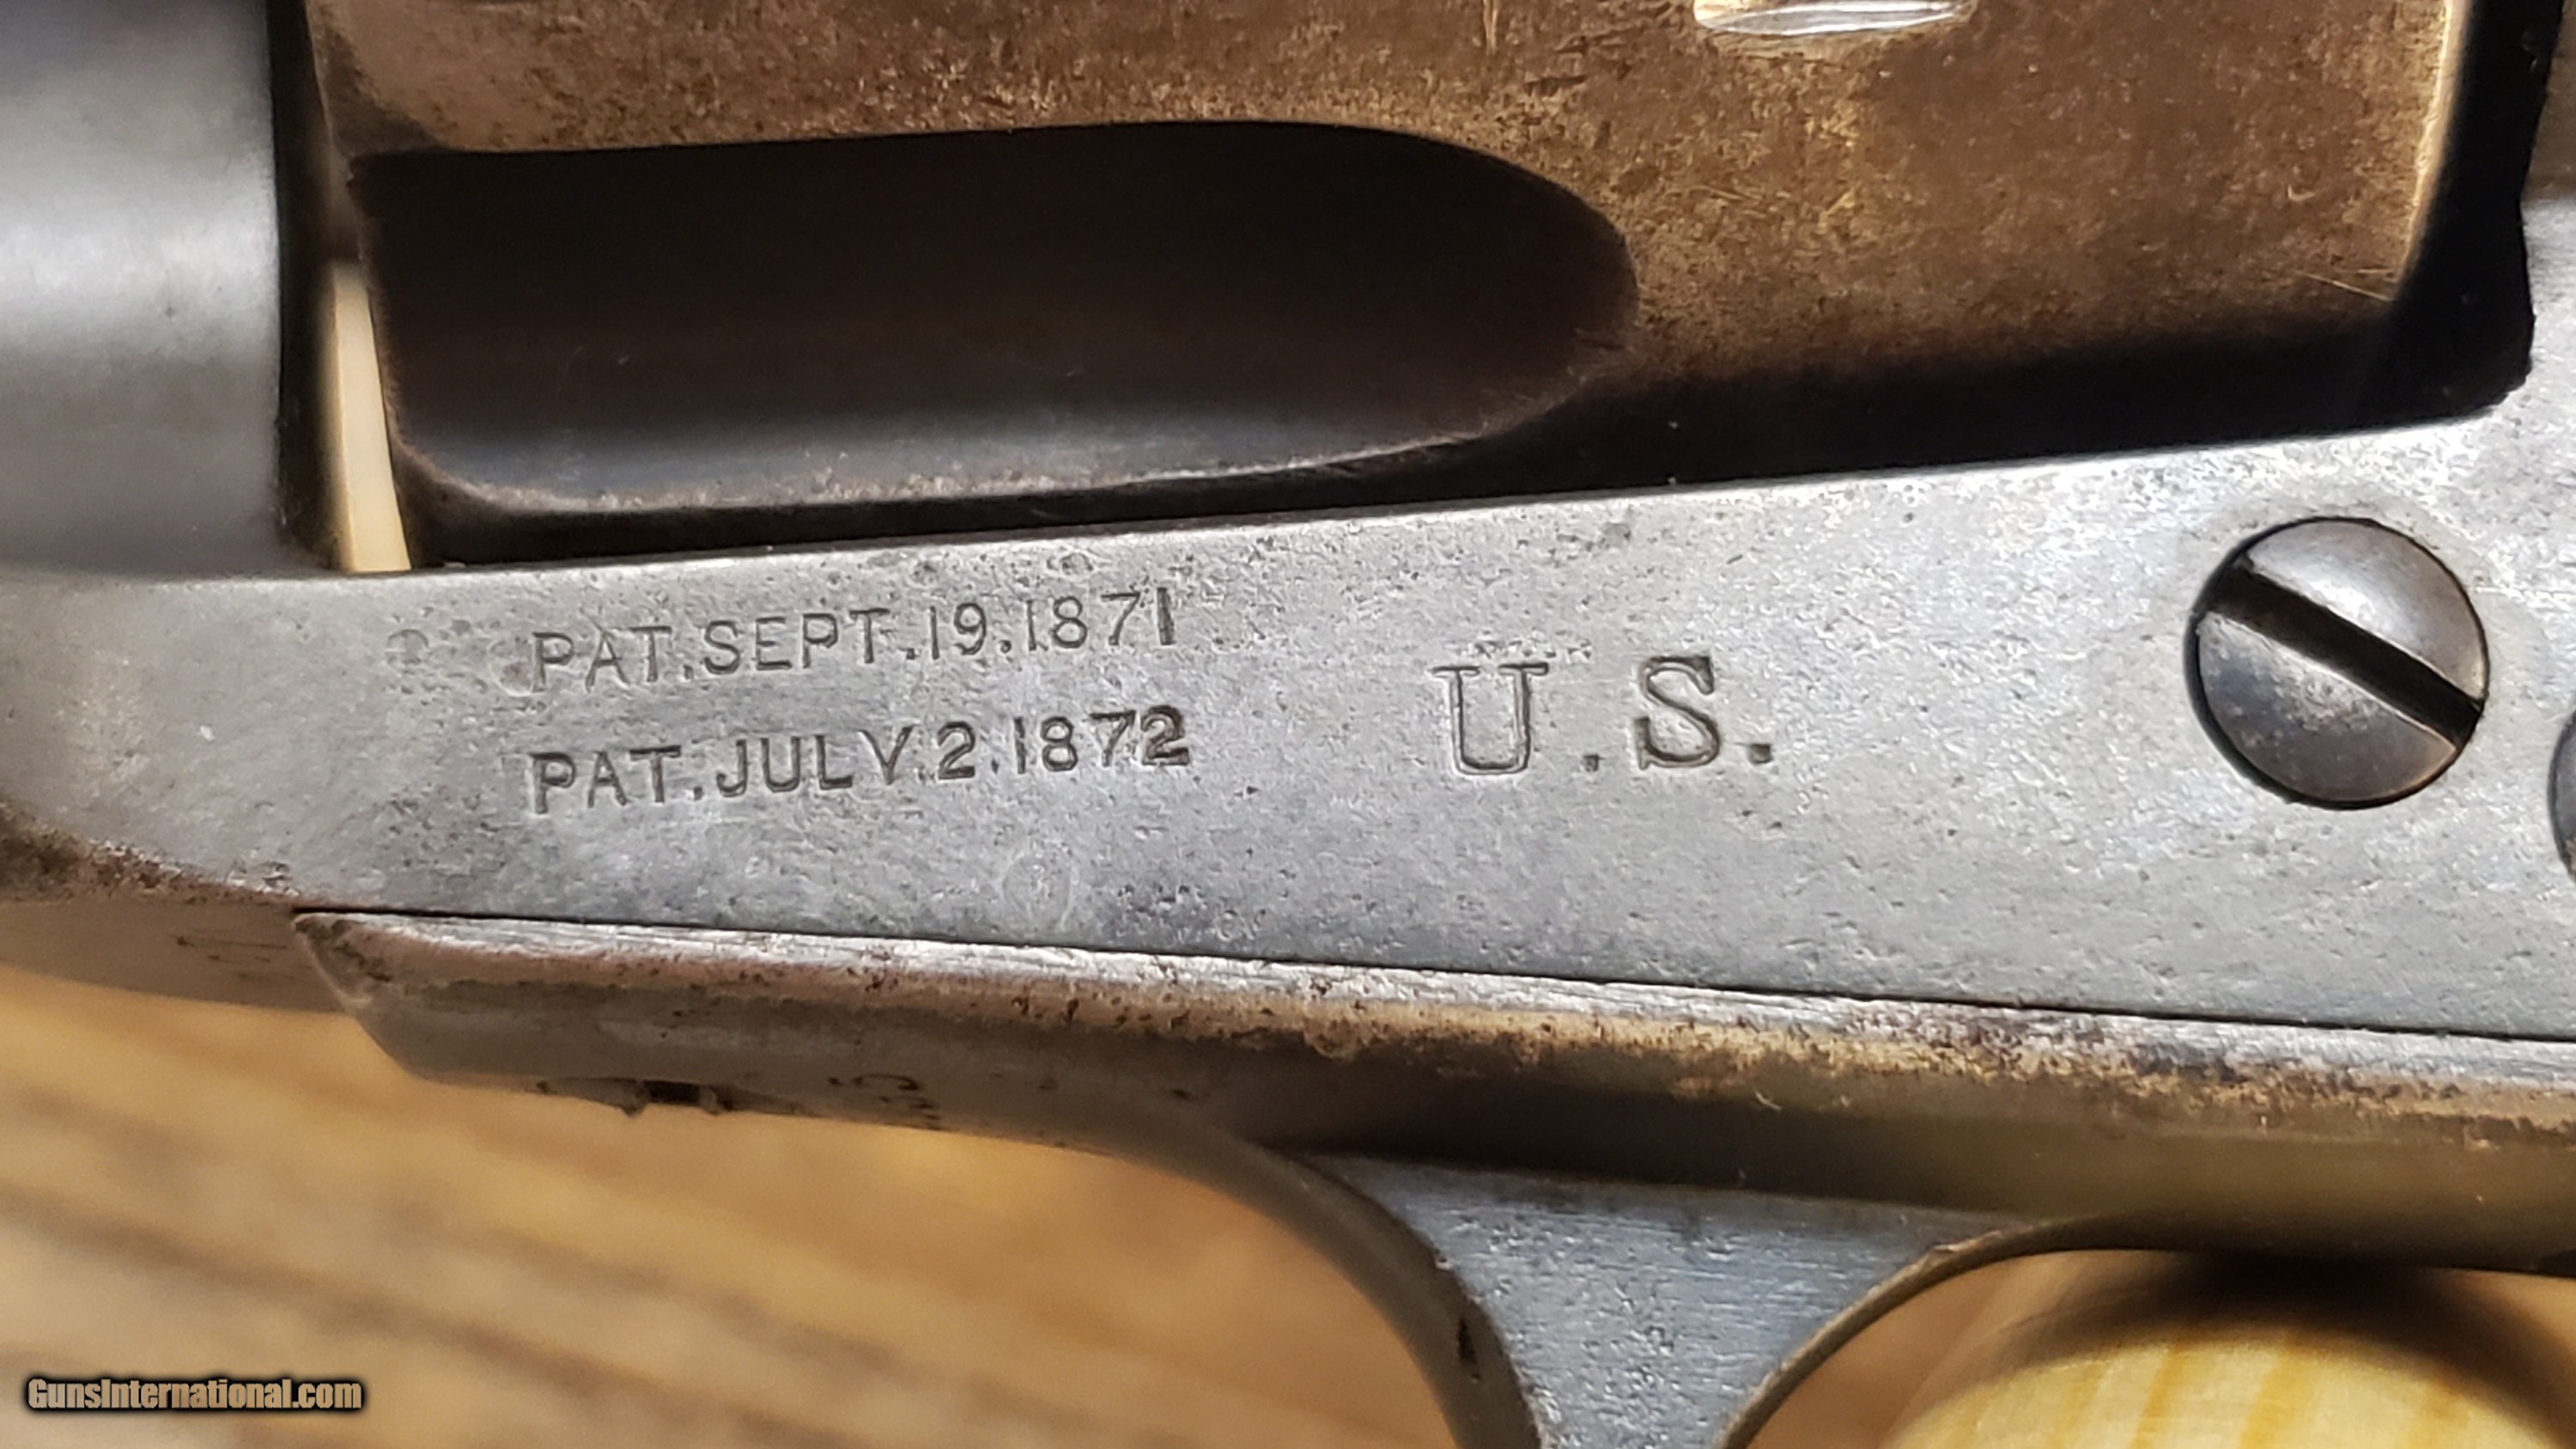 PAT.SEPT.19.1871
PAT.JULY.2.1872
U.S.
GunsInternational.com